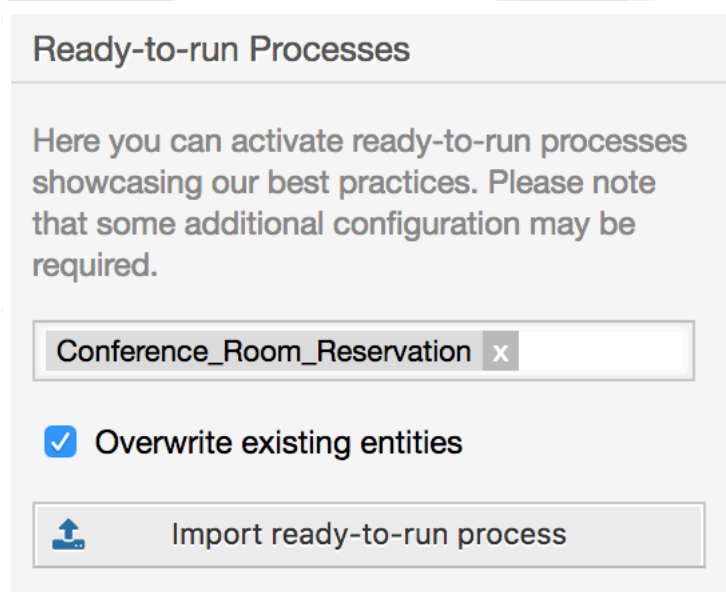 Ready-to-run Processes
Here you can activate ready-to-run processes
showcasing our best practices. Please note
that some additional configuration may be
required.
Conference_Room_Reservation x
Overwrite existing entities
Import ready-to-run process